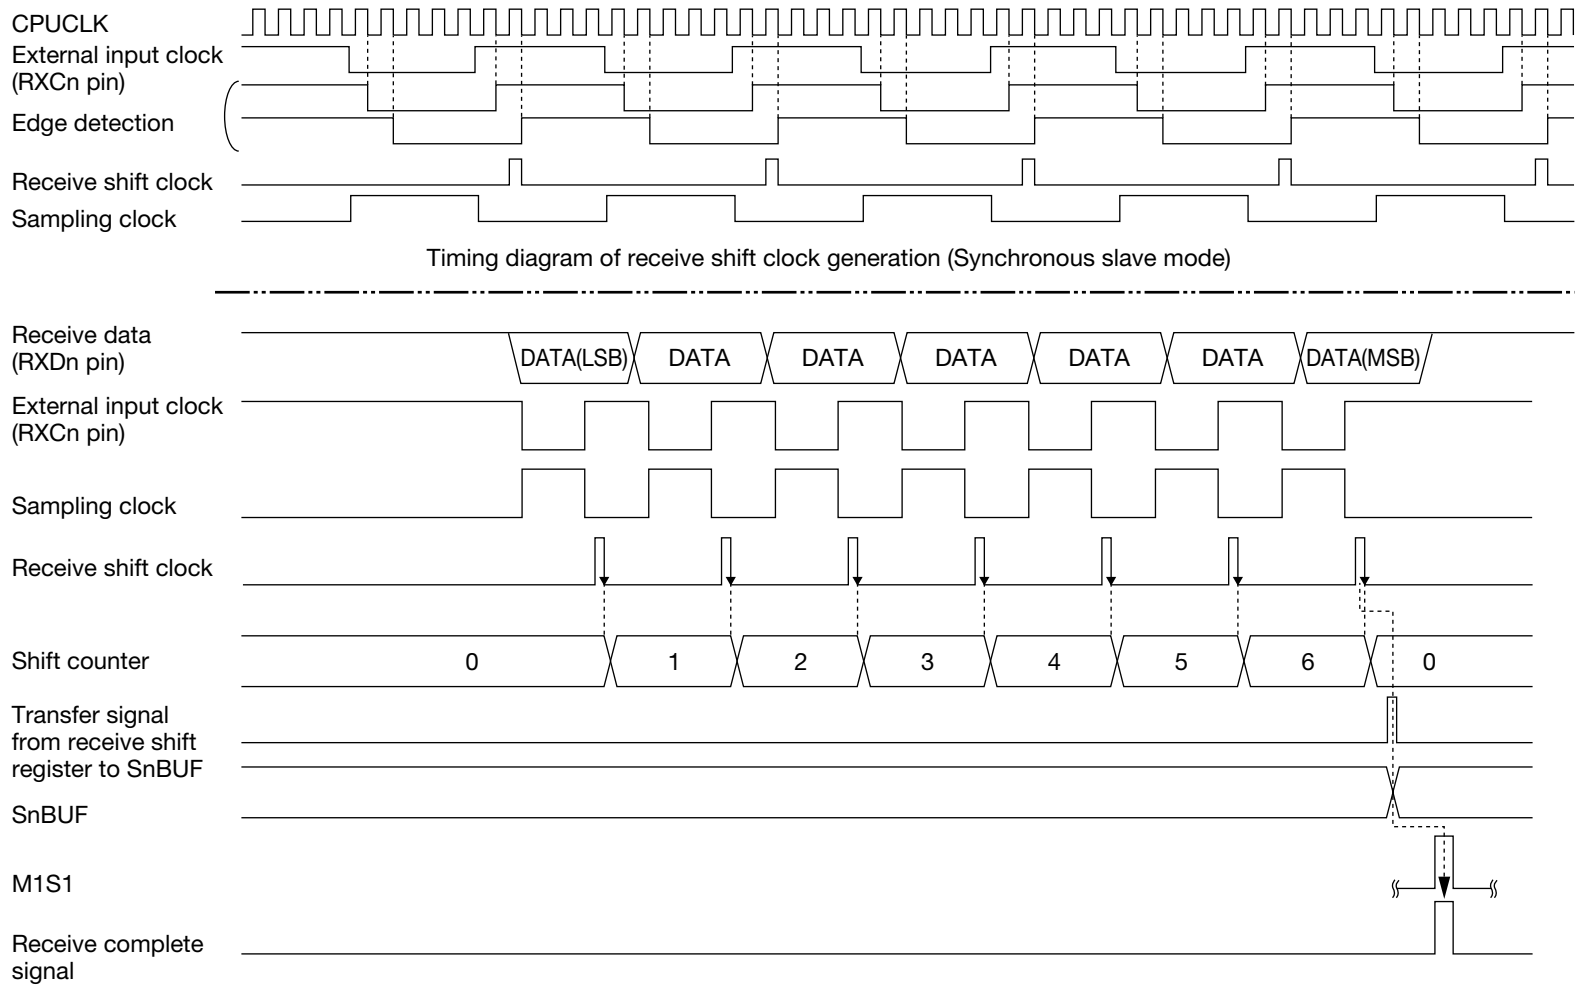 CPUCLK
External input clock
(RXCn pin)
Edge detection
Receive shift clock
Sampling clock
Timing diagram of receive shift clock generation (Synchronous slave mode)
Receive data
(RXDn pin)
DATA(LSB) DATA DATA DATA DATA DATA DATA(MSB)
External input clock
(RXCn pin)
Sampling clock
Receive shift clock
Shift counter 0 1 2 3 4 5 6 0
Transfer signal
from receive shift
register to SnBUF
SnBUF
M1S1
Receive complete
signal